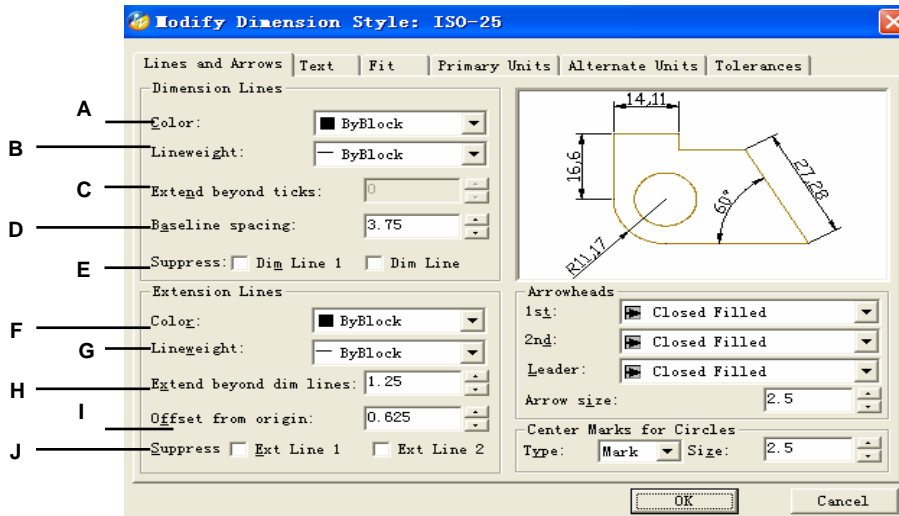 Modify Dimension Style: ISO-25
Lines and Arrows Text Fit Primary Units Alternate Units Tolerances
Dimension Lines
A
Color: ByBlock
B
Lineweight: ByBlock
C
Extend beyond ticks: 0
D
Baseline spacing: 3.75
E
Suppress: Dim Line 1 Dim Line
Extension Lines
F
Color: ByBlock
G
Lineweight: ByBlock
H
Extend beyond dim lines: 1.25
I
Offset from origin: 0.625
J
Suppress Ext Line 1 Ext Line 2
14,11
16,6
60°
27,28
R11,17
Arrowheads
1st: Closed Filled
2nd: Closed Filled
Leader: Closed Filled
Arrow size: 2.5
Center Marks for Circles
Type: Mark Size: 2.5
OK Cancel